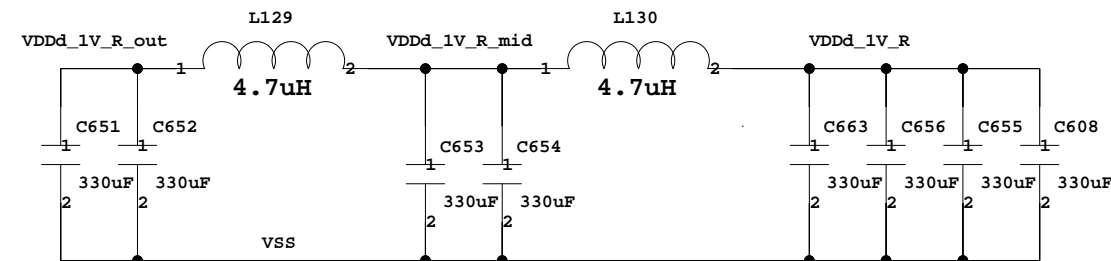 L129 L130
VDDd_1V_R_out VDDd_1V_R_mid VDDd_1V_R
1 2 1 2
4.7uH 4.7uH
C651 C652 C663 C656 C655 C608
1 1 1 1 1 1
C653 C654
1 1
330uF 330uF 330uF 330uF 330uF 330uF
330uF 330uF
2 2 2 2 2 2
2 2
VSS